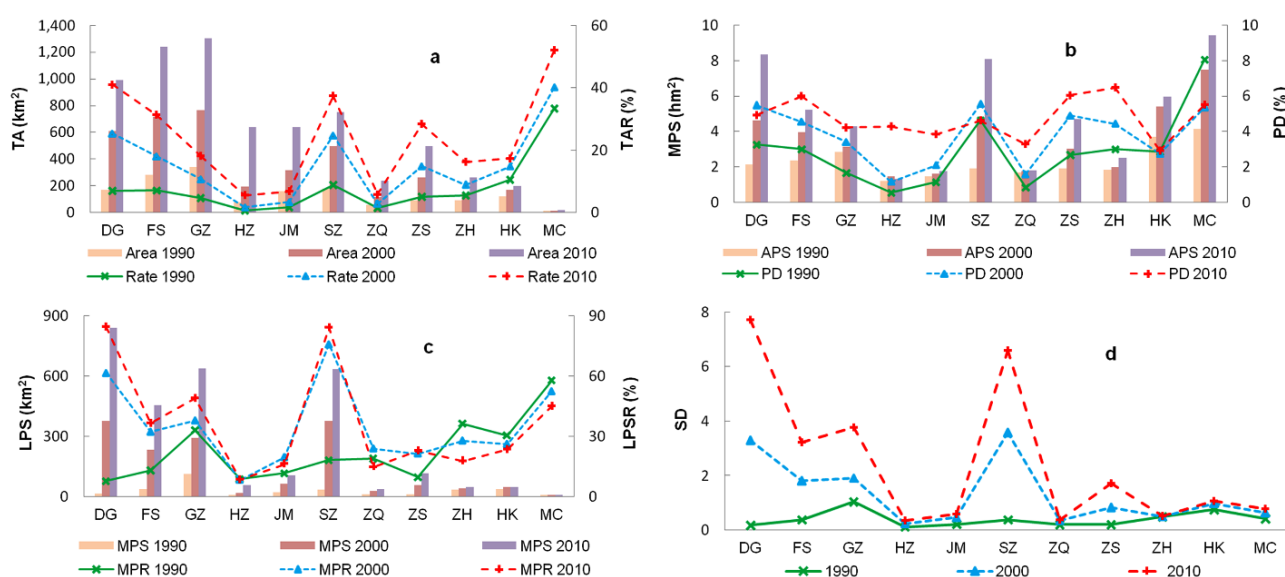 1,400
1,200
1,000
800
600
400
200
0
TA (km²)
60
40
20
0
TAR (%)
a
DG FS GZ HZ JM SZ ZQ ZS ZH HK MC
Area 1990 Area 2000 Area 2010
Rate 1990 Rate 2000 Rate 2010
10
8
6
4
2
0
MPS (hm²)
10
8
6
4
2
0
PD (%)
b
DG FS GZ HZ JM SZ ZQ ZS ZH HK MC
APS 1990 APS 2000 APS 2010
PD 1990 PD 2000 PD 2010
900
600
300
0
LPS (km²)
90
60
30
0
LPSR (%)
c
DG FS GZ HZ JM SZ ZQ ZS ZH HK MC
MPS 1990 MPS 2000 MPS 2010
MPR 1990 MPR 2000 MPR 2010
8
6
4
2
0
SD
d
DG FS GZ HZ JM SZ ZQ ZS ZH HK MC
1990 2000 2010